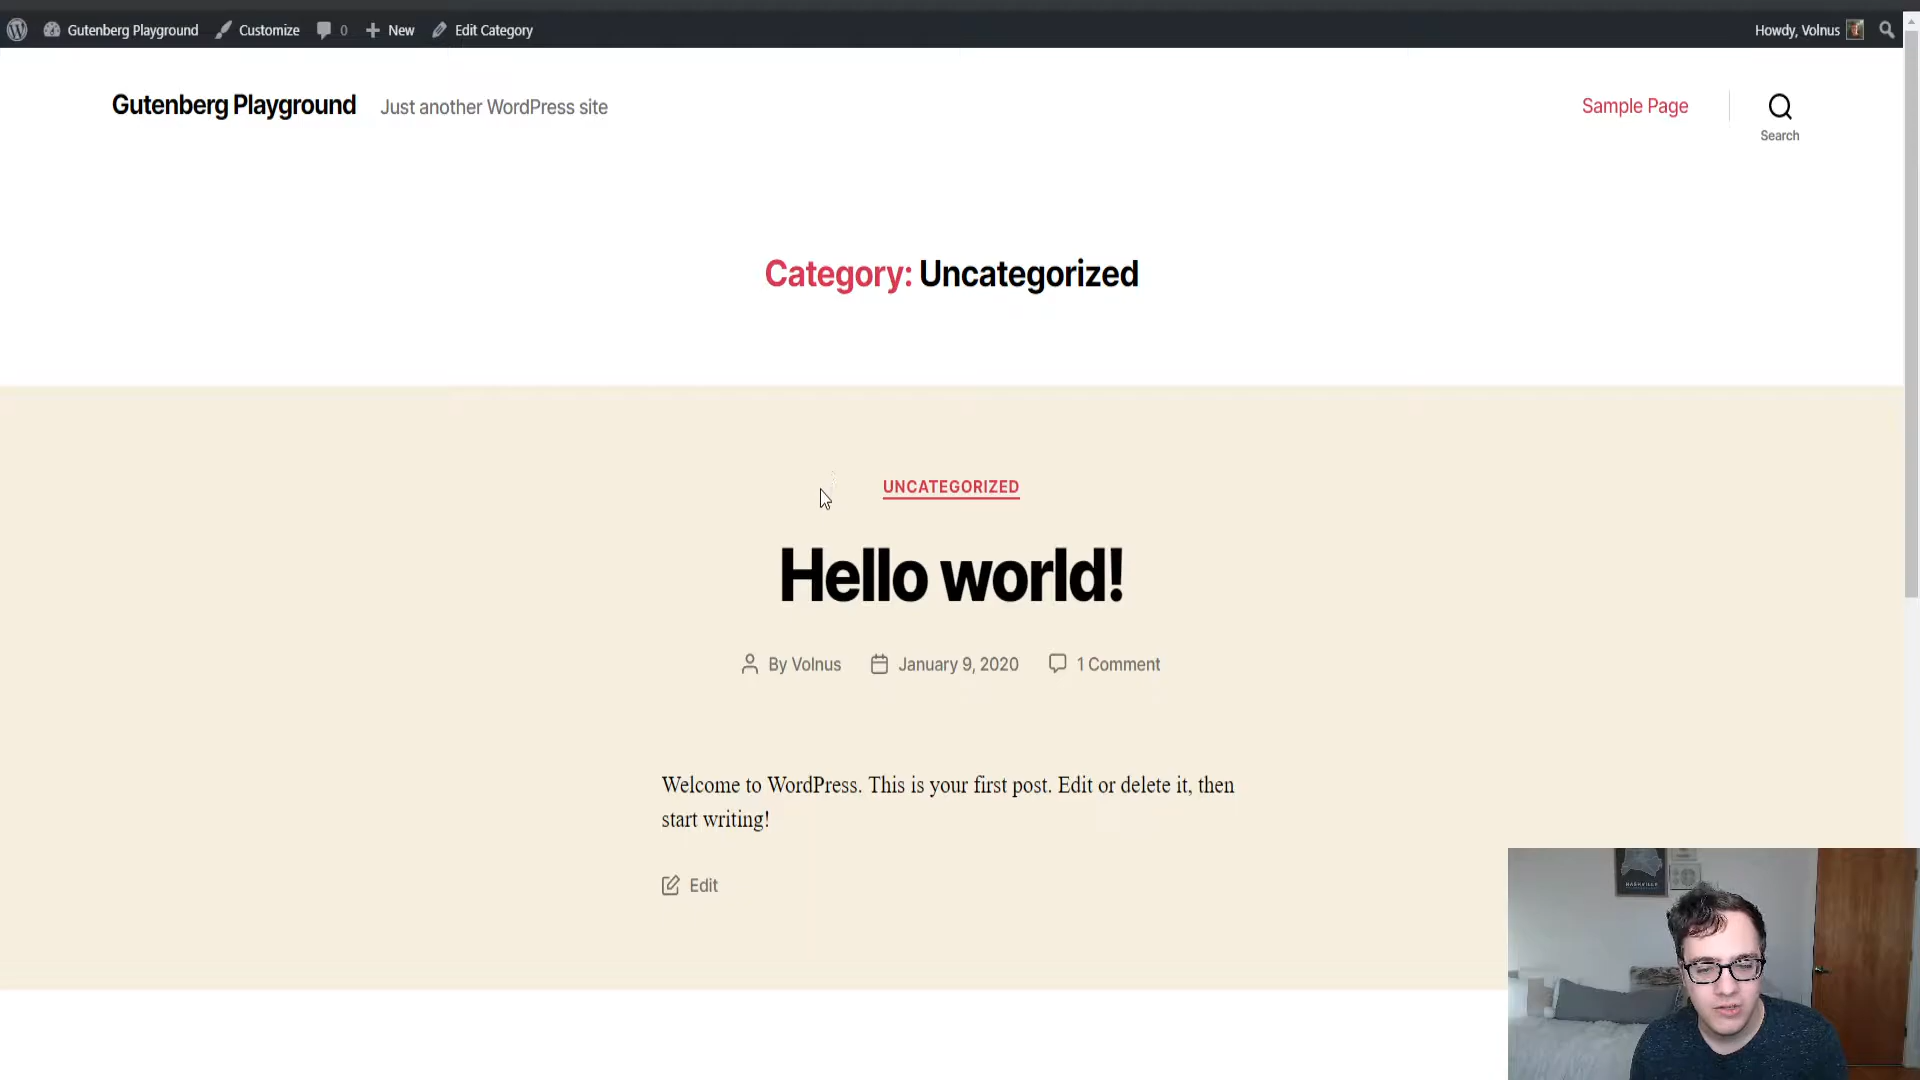 Gutenberg Playground Customize 0 New Edit Category Howdy, Volnus
Gutenberg Playground Just another WordPress site Sample Page
Search
Category: Uncategorized
UNCATEGORIZED
Hello world!
By Volnus January 9, 2020 1 Comment
Welcome to WordPress. This is your first post. Edit or delete it, then
start writing!
Edit
NASHVILLE